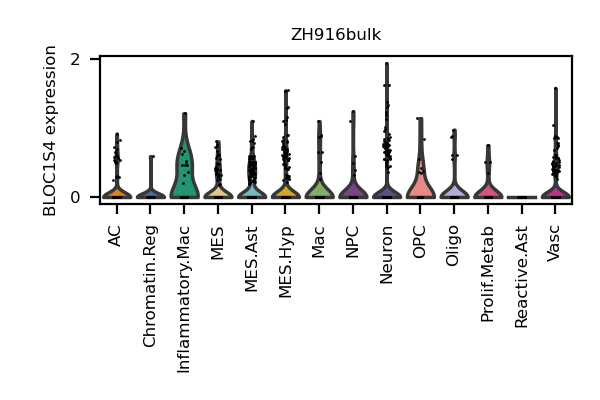 ZH916bulk
BLOC1S4 expression
2
0
AC
Chromatin.Reg
Inflammatory.Mac
MES
MES.Ast
MES.Hyp
Mac
NPC
Neuron
OPC
Oligo
Prolif.Metab
Reactive.Ast
Vasc